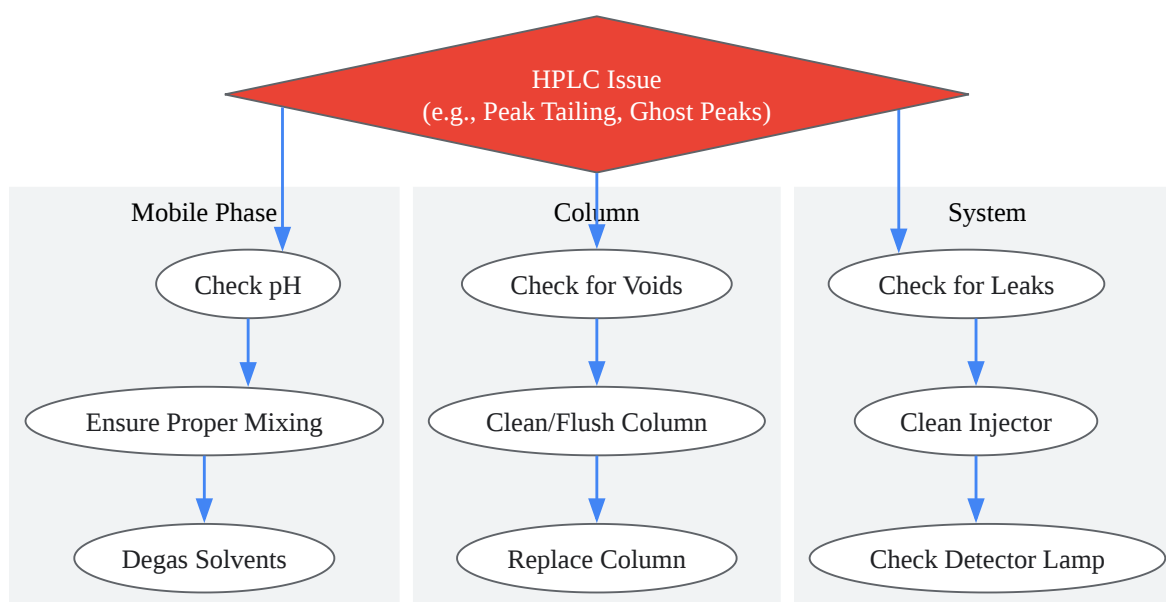 HPLC Issue
(e.g., Peak Tailing, Ghost Peaks)
Mobile Phase
Check pH
Ensure Proper Mixing
Degas Solvents
Column
Check for Voids
Clean/Flush Column
Replace Column
System
Check for Leaks
Clean Injector
Check Detector Lamp